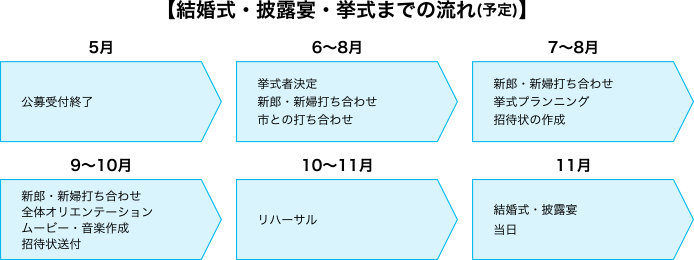 【結婚式・披露宴・挙式までの流れ(予定)】
5月
公募受付終了
6〜8月
挙式者決定
新郎・新婦打ち合わせ
市との打ち合わせ
7〜8月
新郎・新婦打ち合わせ
挙式プランニング
招待状の作成
9〜10月
新郎・新婦打ち合わせ
全体オリエンテーション
ムービー・音楽作成
招待状送付
10〜11月
リハーサル
11月
結婚式・披露宴
当日